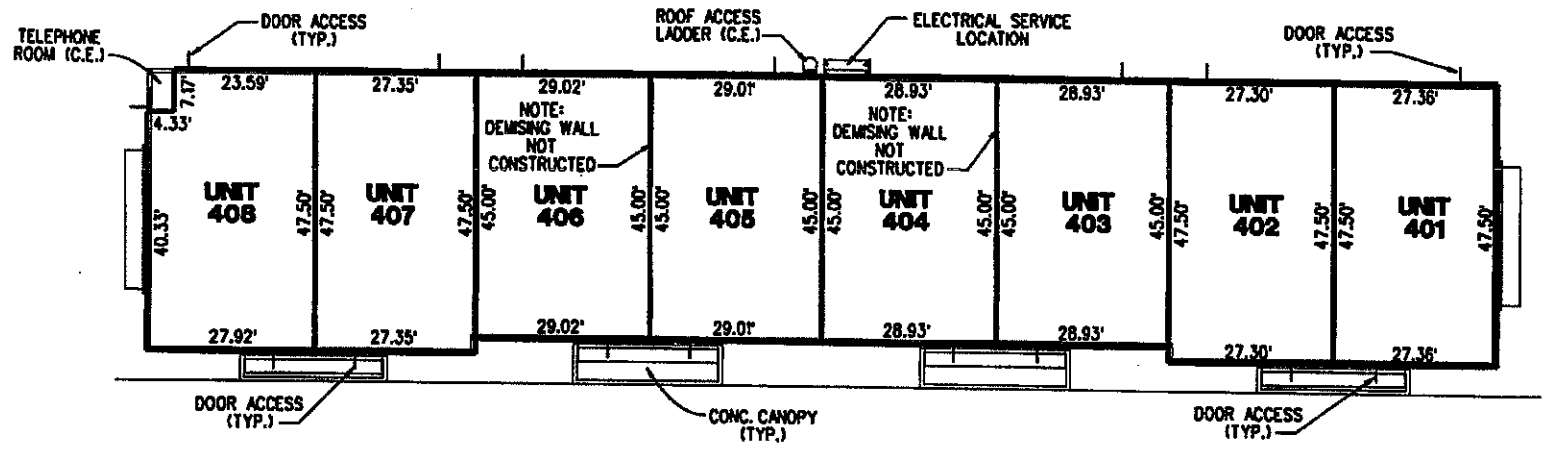 TELEPHONE
ROOM (C.E.)
DOOR ACCESS
(TYP.)
ROOF ACCESS
LADDER (C.E.)
ELECTRICAL SERVICE
LOCATION
DOOR ACCESS
(TYP.)
7.17'
4.33'
23.59'
27.35'
29.02'
29.01'
28.93'
28.93'
27.30'
27.36'
NOTE:
DEMISING WALL
NOT
CONSTRUCTED
NOTE:
DEMISING WALL
NOT
CONSTRUCTED
40.33'
UNIT
408
47.50'
47.50'
UNIT
407
47.50'
45.00'
UNIT
406
45.00'
45.00'
UNIT
405
45.00'
45.00'
UNIT
404
45.00'
45.00'
UNIT
403
45.00'
47.50'
UNIT
402
47.50'
47.50'
UNIT
401
47.50'
27.92'
27.35'
29.02'
29.01'
28.93'
28.93'
27.30'
27.36'
DOOR ACCESS
(TYP.)
CONC. CANOPY
(TYP.)
DOOR ACCESS
(TYP.)